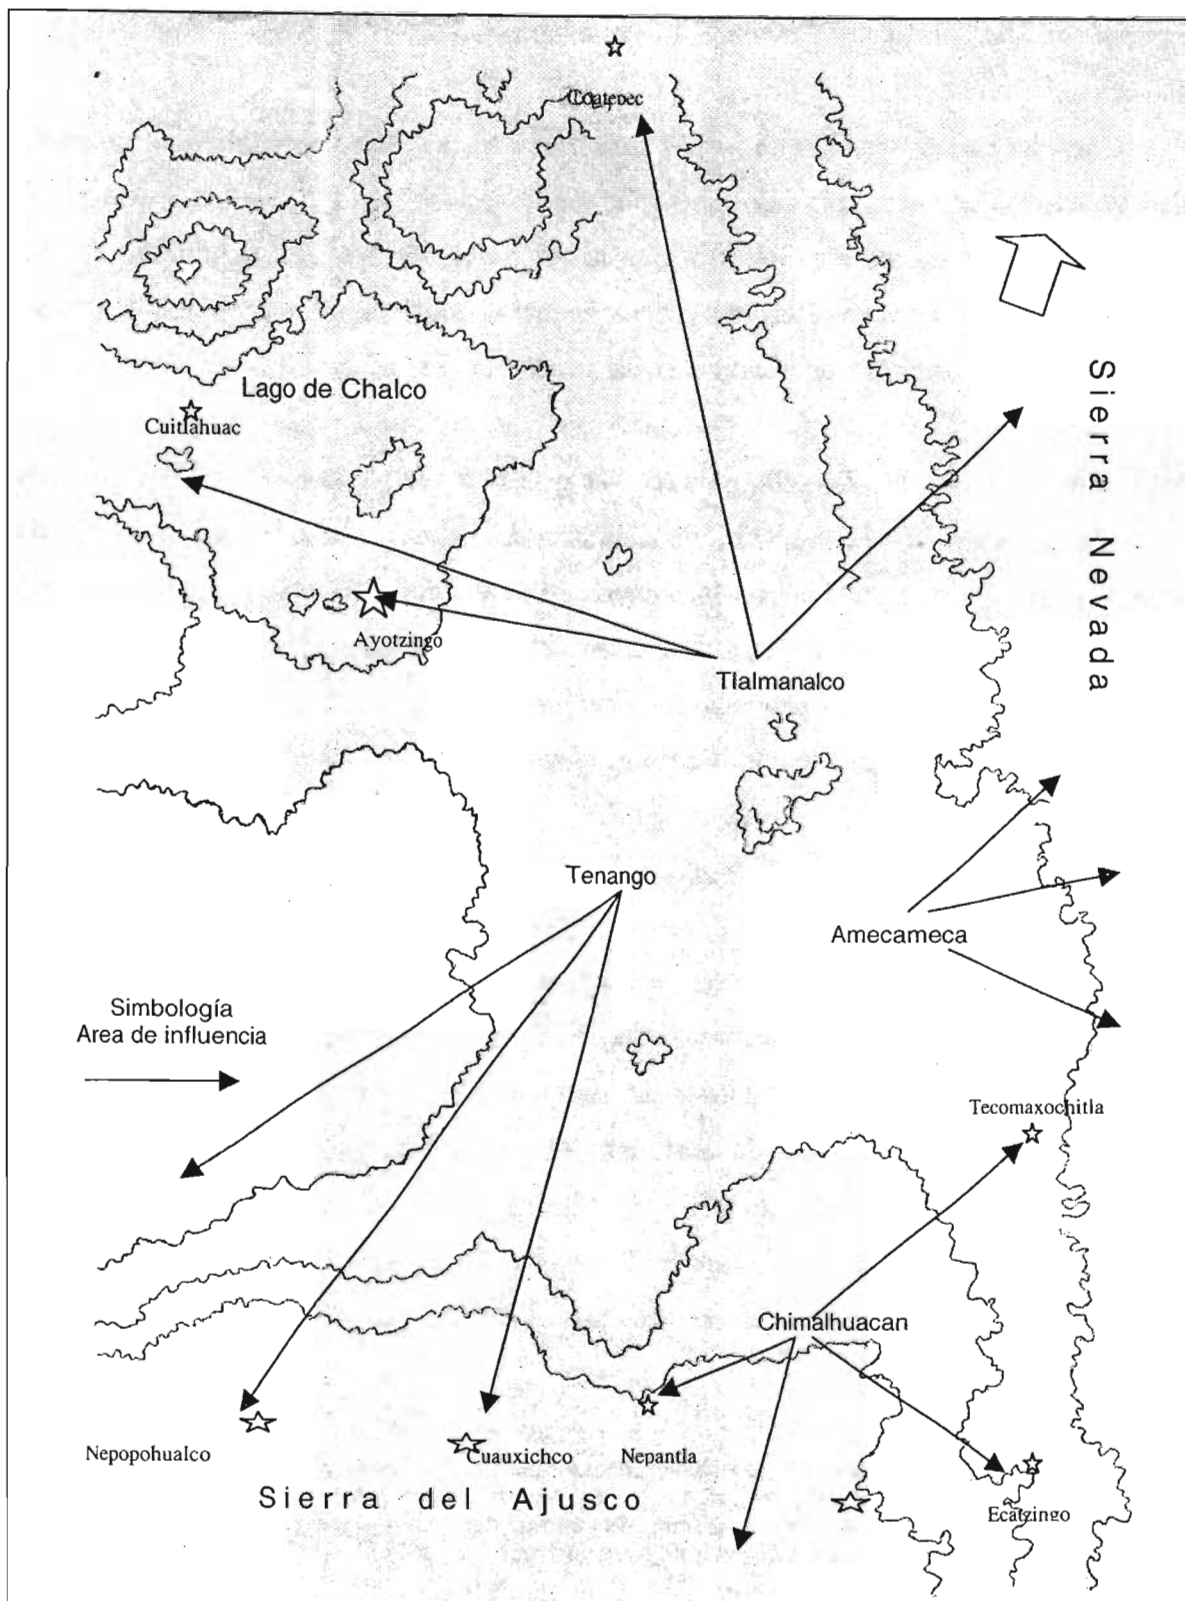 Coatepec
Lago de Chalco
Cuitlahuac
Sierra Nevada
Ayotzingo
Tlalmanalco
Tenango
Amecameca
Simbología
Area de influencia
Tecomaxochitla
Chimalhuacan
Nepopohualco
Cuauxichco
Nepantla
Sierra del Ajusco
Ecatzingo